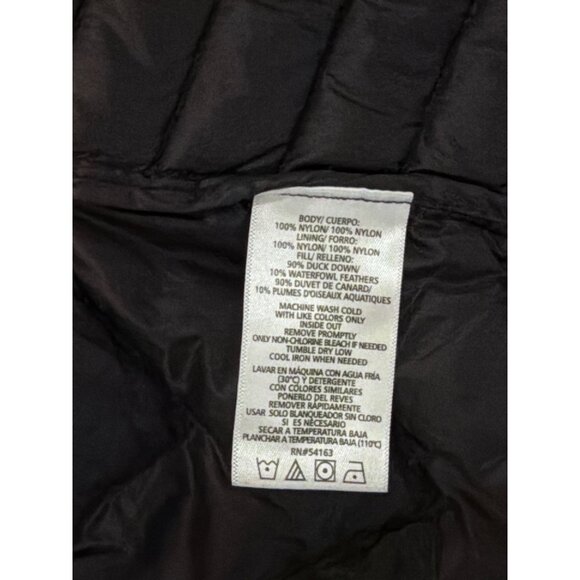 BODY/ CUERPO:
100% NYLON/ 100% NYLON
LINING/ FORRO:
100% NYLON/ 100% NYLON
FILL/ RELLENO:
90% DUCK DOWN/
10% WATERFOWL FEATHERS
90% DUVET DE CANARD/
10% PLUMES D'OISEAUX AQUATIQUES
MACHINE WASH COLD
WITH LIKE COLORS ONLY
INSIDE OUT
REMOVE PROMPTLY
ONLY NON-CHLORINE BLEACH IF NEEDED
TUMBLE DRY LOW
COOL IRON WHEN NEEDED
LAVAR EN MÁQUINA CON AGUA FRÍA
(30°C) Y DETERGENTE
CON COLORES SIMILARES
PONERLO DEL REVES
REMOVER RÁPIDAMENTE
USAR SOLO BLANQUEADOR SIN CLORO
SI ES NECESARIO
SECAR A TEMPERATURA BAJA
PLANCHAR A TEMPERATURA BAJA (110°C)
RN#54163